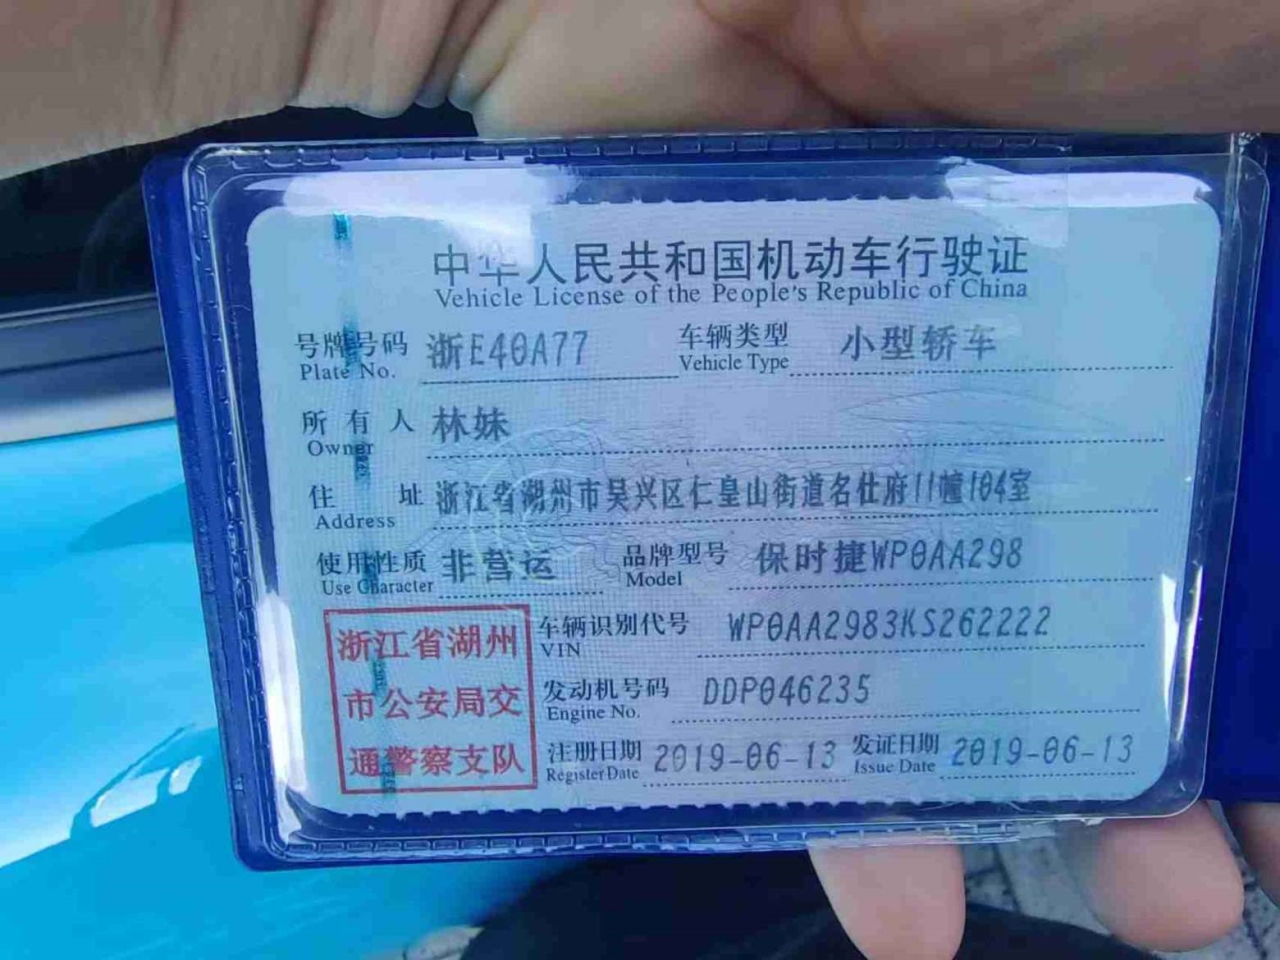 中华人民共和国机动车行驶证
Vehicle License of the People's Republic of China
号牌号码 浙E40A77 车辆类型 小型轿车
Plate No. Vehicle Type
所有人 林妹
Owner
住址 浙江省湖州市吴兴区仁皇山街道名仕府11幢104室
Address
使用性质 非营运 品牌型号 保时捷WP0AA298
Use Character Model
浙江省湖州
市公安局交
通警察支队
车辆识别代号 WP0AA2983KS262222
VIN
发动机号码 DDP046235
Engine No.
注册日期 2019-06-13 发证日期 2019-06-13
Register Date Issue Date